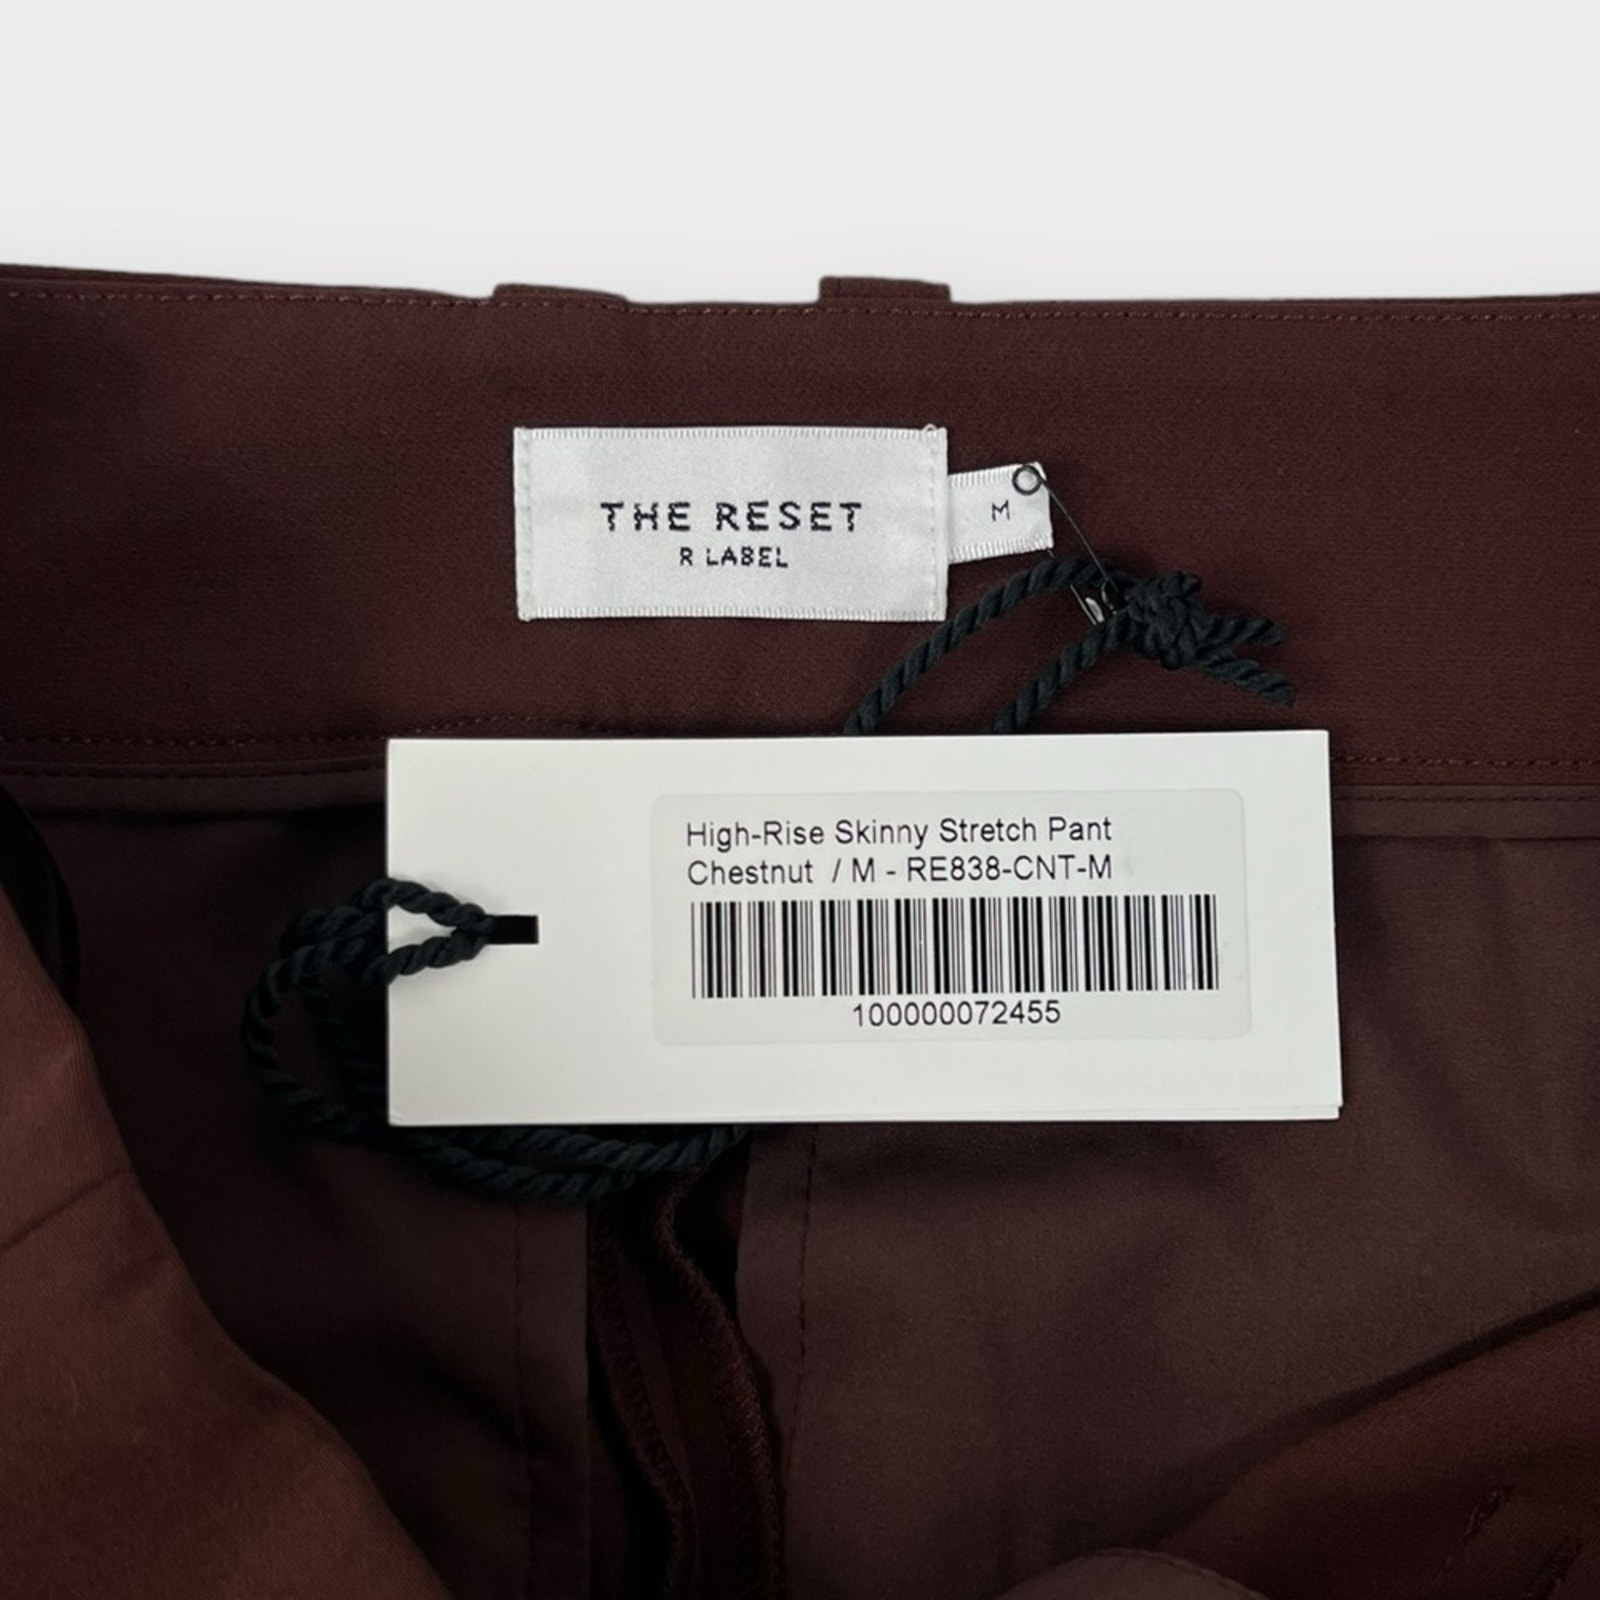 THE RESET
R LABEL
M
High-Rise Skinny Stretch Pant
Chestnut / M - RE838-CNT-M
100000072455